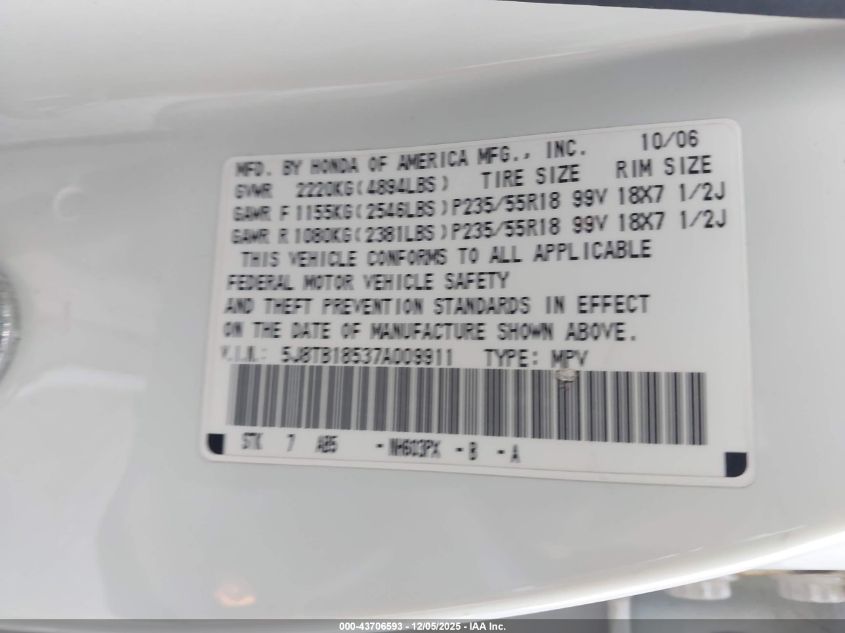 MFD. BY HONDA OF AMERICA MFG., INC. 10/06
GVWR 2220KG(4894LBS) TIRE SIZE RIM SIZE
GAWR F 1155KG(2546LBS) P235/55R18 99V 18X7 1/2J
GAWR R 1080KG(2381LBS) P235/55R18 99V 18X7 1/2J
THIS VEHICLE CONFORMS TO ALL APPLICABLE
FEDERAL MOTOR VEHICLE SAFETY
AND THEFT PREVENTION STANDARDS IN EFFECT
ON THE DATE OF MANUFACTURE SHOWN ABOVE.
V.I.N.: 5J8TB18537A009911 TYPE: MPV
STK 7 AB5 -NH603PX -B -A
000-43706593 - 12/05/2025 - IAA Inc.